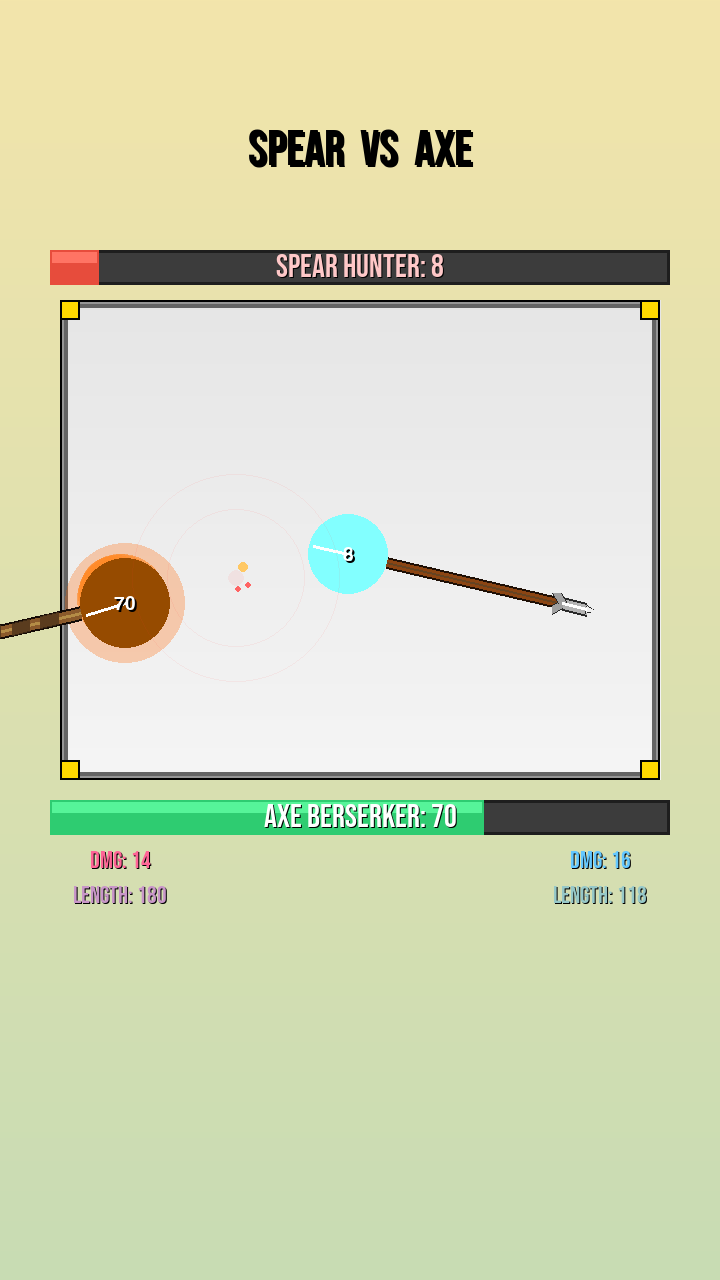 SPEAR VS AXE
SPEAR HUNTER: 8
8
70
AXE BERSERKER: 70
DMG: 14
DMG: 16
LENGTH: 180
LENGTH: 118